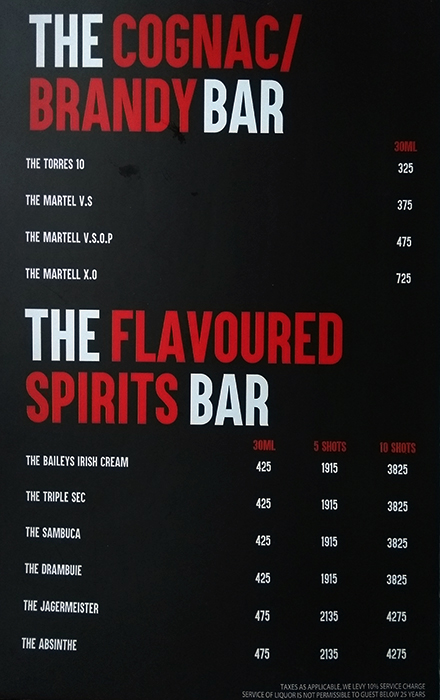 THE COGNAC/
BRANDY BAR
30ML
THE TORRES 10 325
THE MARTEL V.S 375
THE MARTELL V.S.O.P 475
THE MARTELL X.O 725
THE FLAVOURED
SPIRITS BAR
30ML 5 SHOTS 10 SHOTS
THE BAILEYS IRISH CREAM 425 1915 3825
THE TRIPLE SEC 425 1915 3825
THE SAMBUCA 425 1915 3825
THE DRAMBUIE 425 1915 3825
THE JAGERMEISTER 475 2135 4275
THE ABSINTHE 475 2135 4275
TAXES AS APPLICABLE, WE LEVY 10% SERVICE CHARGE
SERVICE OF LIQUOR IS NOT PERMISSIBLE TO GUEST BELOW 25 YEARS